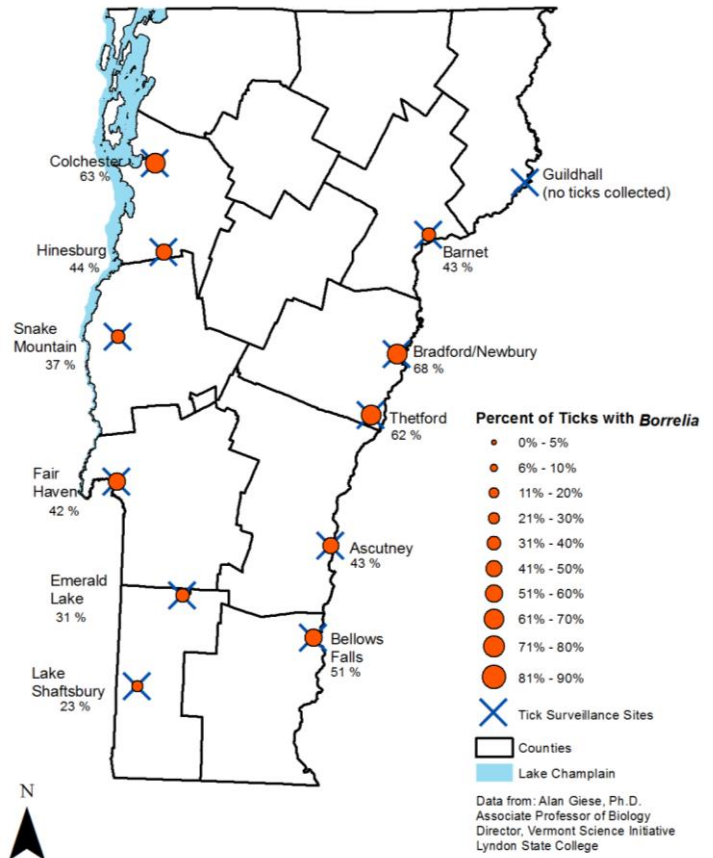 Colchester
63 %
Guildhall
(no ticks collected)
Hinesburg
44 %
Barnet
43 %
Snake
Mountain
37 %
Bradford/Newbury
68 %
Thetford
62 %
Fair
Haven
42 %
Ascutney
43 %
Emerald
Lake
31 %
Bellows
Falls
51 %
Lake
Shaftsbury
23 %
Percent of Ticks with Borrelia
0% - 5%
6% - 10%
11% - 20%
21% - 30%
31% - 40%
41% - 50%
51% - 60%
61% - 70%
71% - 80%
81% - 90%
Tick Surveillance Sites
Counties
Lake Champlain
Data from: Alan Giese, Ph.D.
Associate Professor of Biology
Director, Vermont Science Initiative
Lyndon State College
N